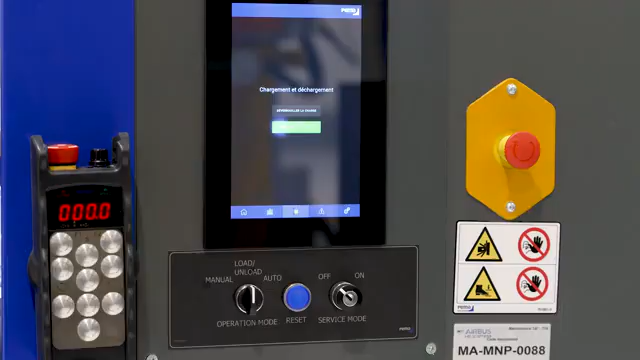 Chargement et déchargement
000.0
LOAD/
UNLOAD
MANUAL
AUTO
OPERATION MODE
RESET
OFF
ON
SERVICE MODE
AIRBUS
MA-MNP-0088